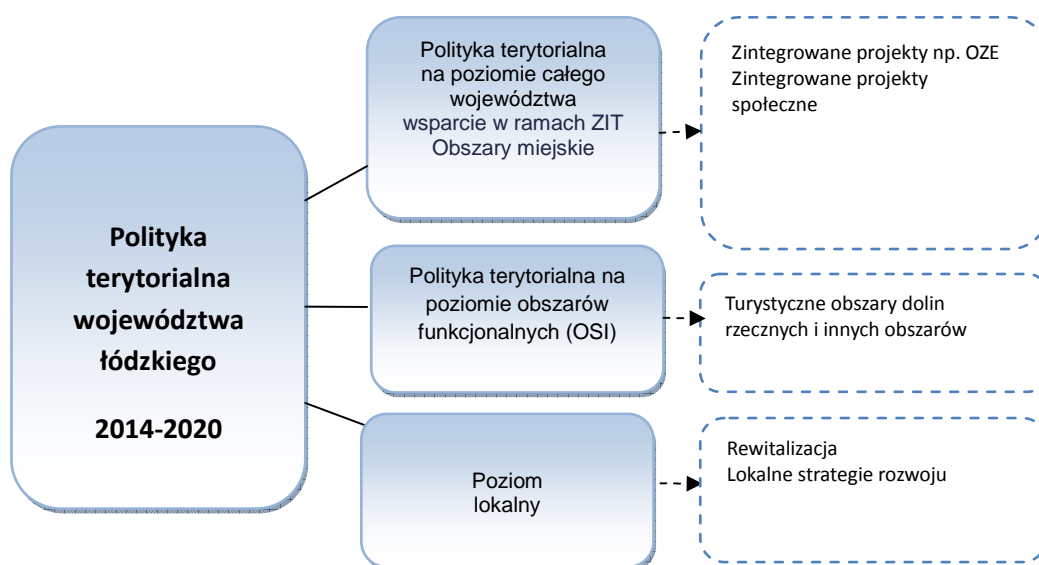 Polityka
terytorialna
województwa
łódzkiego
2014-2020
Polityka terytorialna
na poziomie całego
województwa
wsparcie w ramach ZIT
Obszary miejskie
Zintegrowane projekty np. OZE
Zintegrowane projekty
społeczne
Polityka terytorialna na
poziomie obszarów
funkcjonalnych (OSI)
Turystyczne obszary dolin
rzecznych i innych obszarów
Poziom
lokalny
Rewitalizacja
Lokalne strategie rozwoju